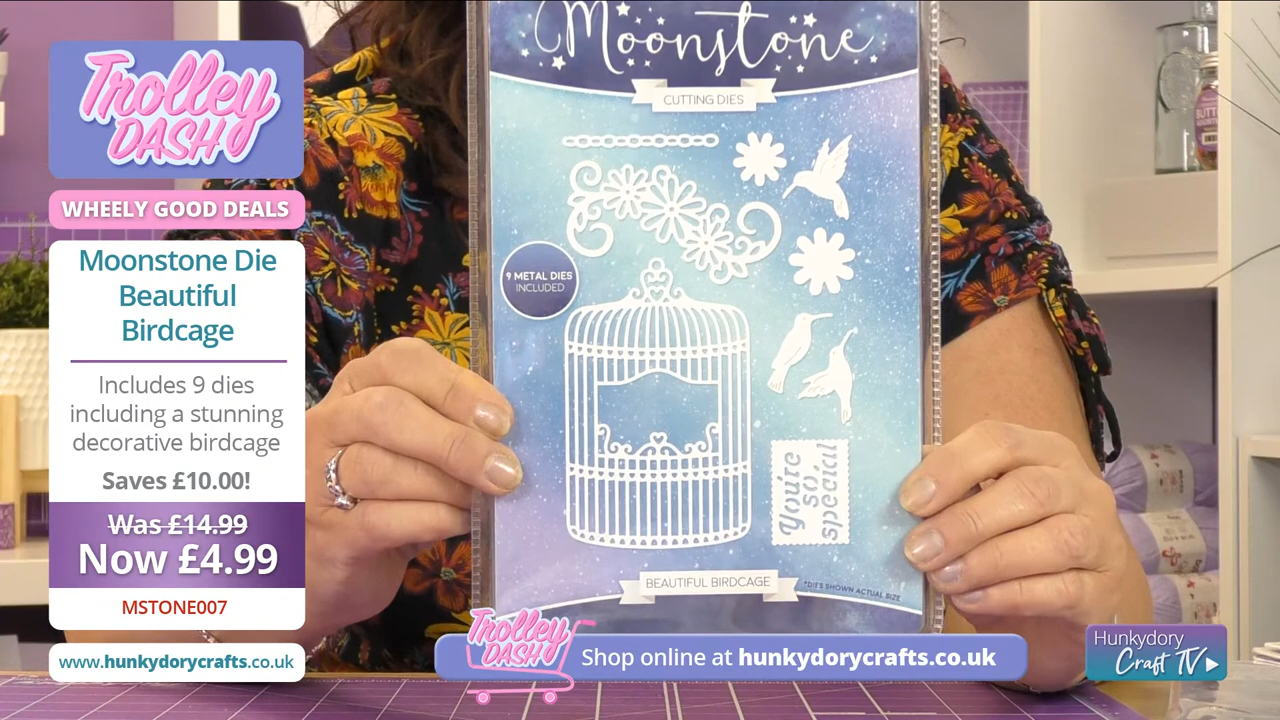 Trolley
DASH
WHEELY GOOD DEALS
Moonstone Die
Beautiful
Birdcage
Includes 9 dies
including a stunning
decorative birdcage
Saves £10.00!
Was £14.99
Now £4.99
MSTONE007
www.hunkydorycrafts.co.uk
Moonstone
CUTTING DIES
9 METAL DIES
INCLUDED
You're
so
special
BEAUTIFUL BIRDCAGE
*DIES SHOWN ACTUAL SIZE
Trolley
DASH
Shop online at hunkydorycrafts.co.uk
Hunkydory
Craft TV